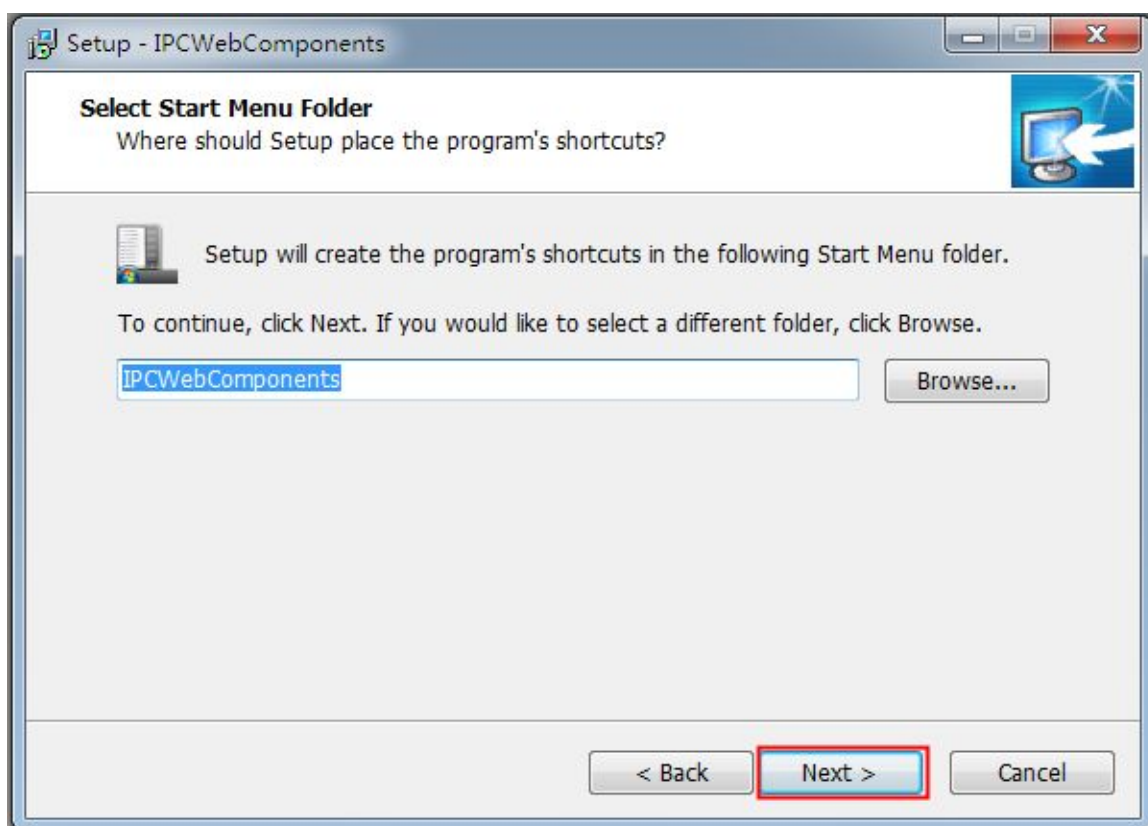 Setup - IPCWebComponents
Select Start Menu Folder
Where should Setup place the program's shortcuts?
Setup will create the program's shortcuts in the following Start Menu folder.
To continue, click Next. If you would like to select a different folder, click Browse.
IPCWebComponents
Browse...
< Back
Next >
Cancel